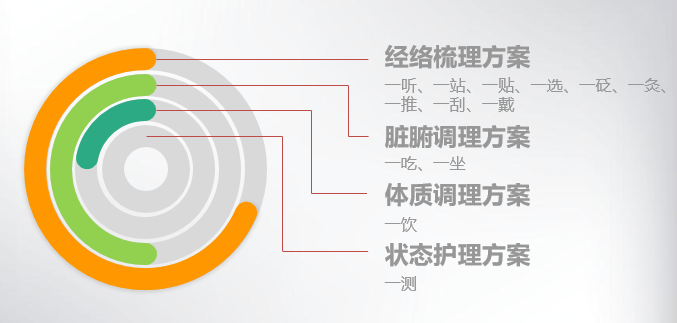 经络梳理方案
一听、一站、一贴、一选、一砭、一灸、
一推、一刮、一戴
脏腑调理方案
一吃、一坐
体质调理方案
一饮
状态护理方案
一测